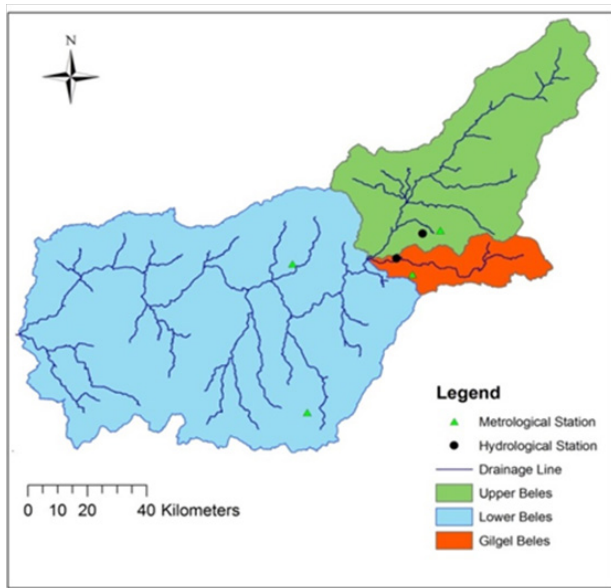 N
Legend
Metrological Station
Hydrological Station
Drainage Line
Upper Beles
Lower Beles
Gilgel Beles
0 10 20 40 Kilometers